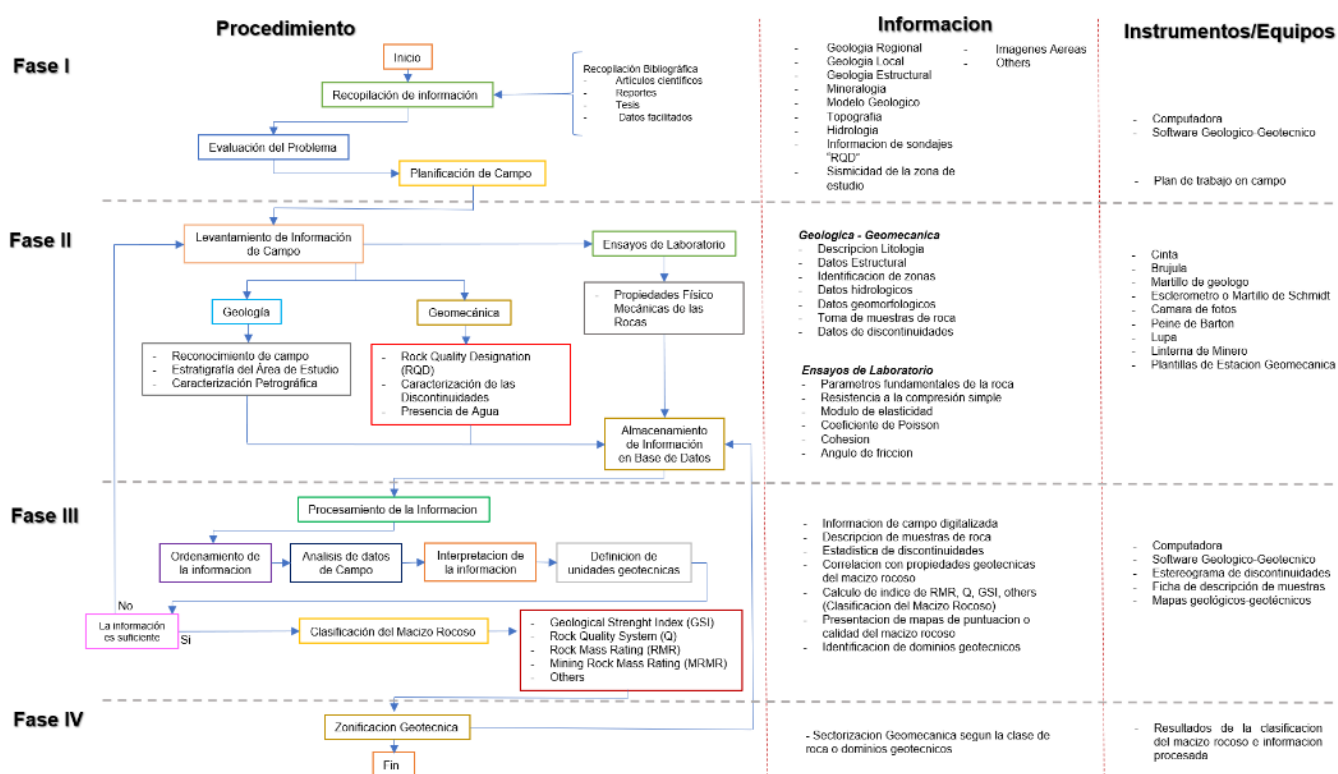 Procedimiento
Informacion
Instrumentos/Equipos
Fase I
Inicio
Recopilación de información
Recopilación Bibliográfica
- Artículos científicos
- Reportes
- Tesis
- Datos facilitados
Evaluación del Problema
Planificación de Campo
- Geologia Regional
- Geologia Local
- Geologia Estructural
- Mineralogia
- Modelo Geologico
- Topografia
- Hidrologia
- Informacion de sondajes
"RQD"
- Sismicidad de la zona de
estudio
- Imagenes Aereas
- Others
- Computadora
- Software Geologico-Geotecnico
- Plan de trabajo en campo
Fase II
Levantamiento de Información
de Campo
Ensayos de Laboratorio
Geología
Geomecánica
- Propiedades Físico
Mecánicas de las
Rocas
- Reconocimiento de campo
- Estratigrafía del Área de Estudio
- Caracterización Petrográfica
- Rock Quality Designation
(RQD)
- Caracterización de las
Discontinuidades
- Presencia de Agua
Almacenamiento
de Información
en Base de Datos
Geologica - Geomecanica
- Descripcion Litologia
- Datos Estructural
- Identificacion de zonas
- Datos hidrologicos
- Datos geomorfologicos
- Toma de muestras de roca
- Datos de discontinuidades
Ensayos de Laboratorio
- Parametros fundamentales de la roca
- Resistencia a la compresión simple
- Modulo de elasticidad
- Coeficiente de Poisson
- Cohesion
- Angulo de friccion
- Cinta
- Brujula
- Martillo de geologo
- Esclerometro o Martillo de Schmidt
- Camara de fotos
- Peine de Barton
- Lupa
- Linterna de Minero
- Plantillas de Estacion Geomecanica
Fase III
Procesamiento de la Informacion
Ordenamiento de
la informacion
Analisis de datos
de Campo
Interpretacion de
la informacion
Definicion de
unidades geotecnicas
No
La información
es suficiente
Si
Clasificación del Macizo Rocoso
- Geological Strenght Index (GSI)
- Rock Quality System (Q)
- Rock Mass Rating (RMR)
- Mining Rock Mass Rating (MRMR)
- Others
- Informacion de campo digitalizada
- Descripcion de muestras de roca
- Estadistica de discontinuidades
- Correlacion con propiedades geotecnicas
del macizo rocoso
- Calculo de indice de RMR, Q, GSI, others
(Clasificacion del Macizo Rocoso)
- Presentacion de mapas de puntuacion o
calidad del macizo rocoso
- Identificacion de dominios geotecnicos
- Computadora
- Software Geologico-Geotecnico
- Estereograma de discontinuidades
- Ficha de descripción de muestras
- Mapas geológicos-geotécnicos
Fase IV
Zonificacion Geotecnica
Fin
- Sectorizacion Geomecanica segun la clase de
roca o dominios geotecnicos
- Resultados de la clasificacion
del macizo rocoso e informacion
procesada